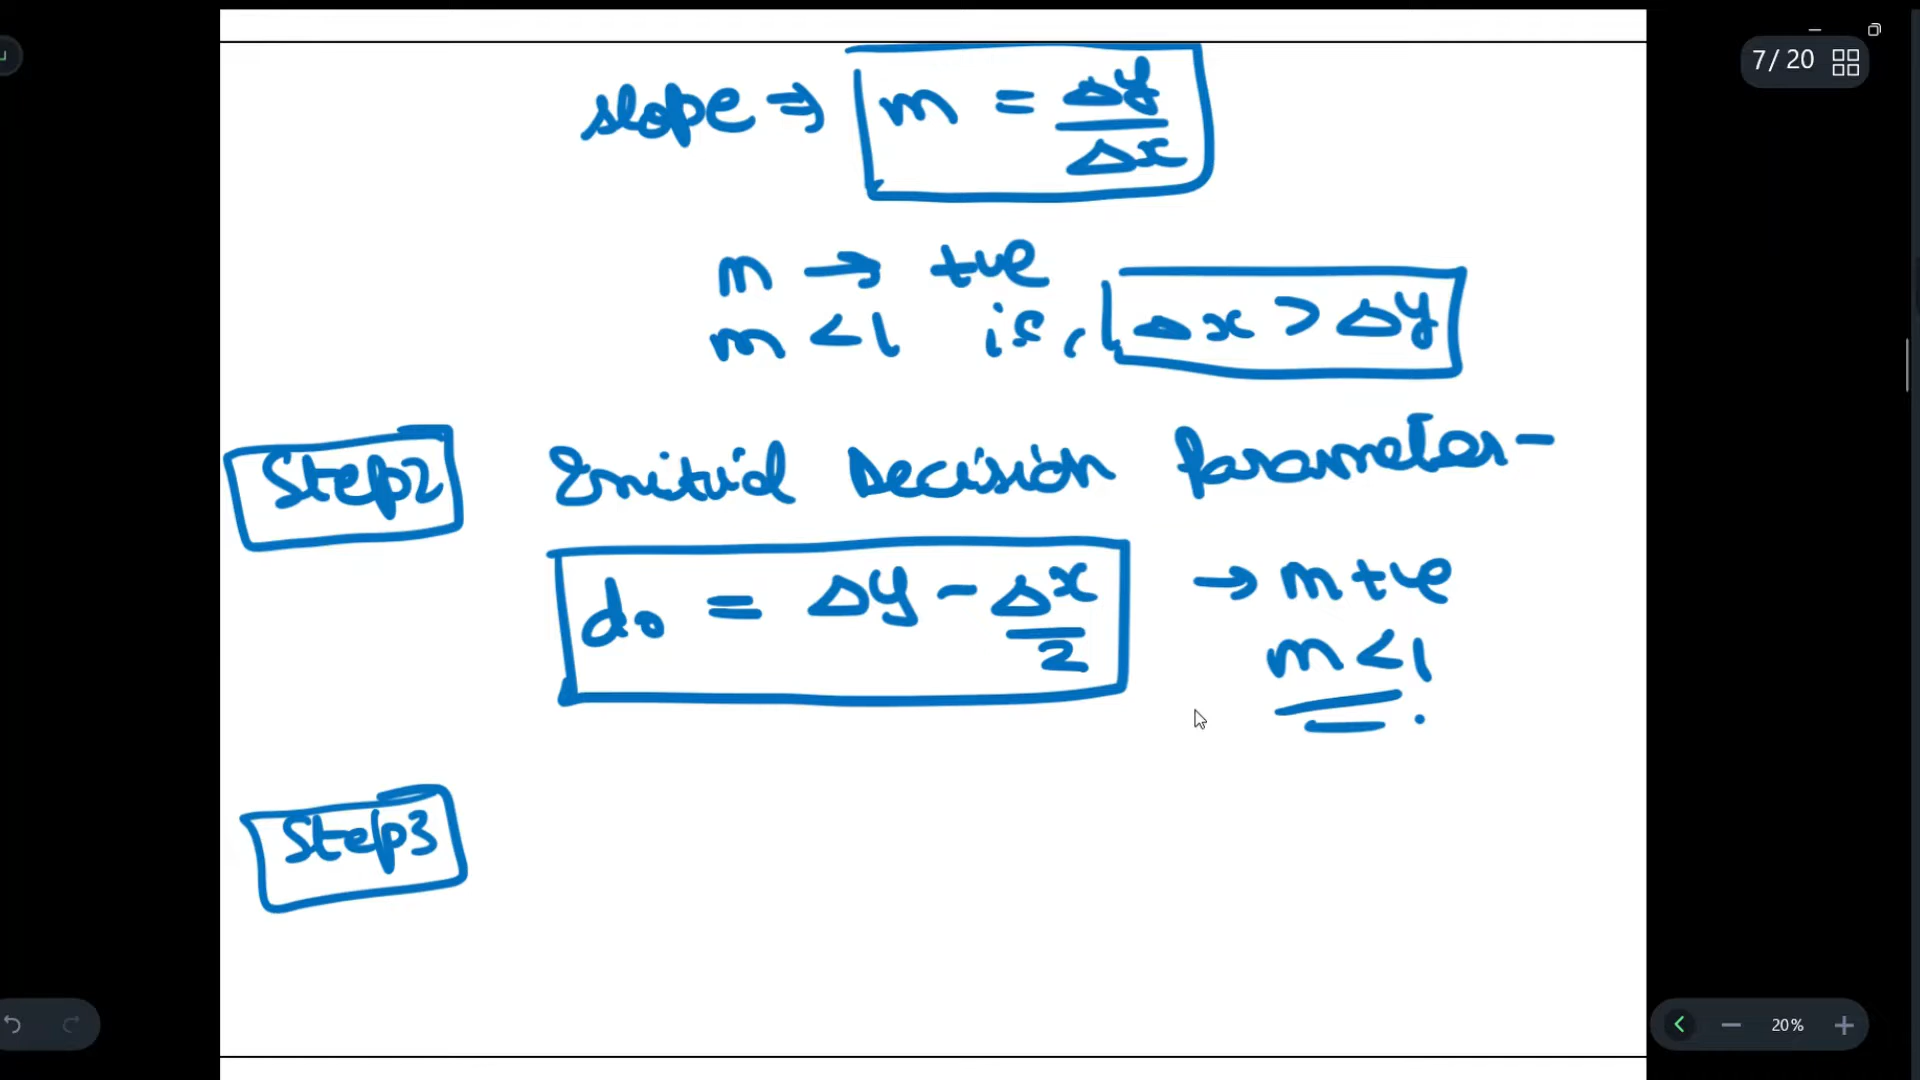 7/ 20
slope ⇒ m = Δy/Δx
m → +ve
m < 1 if, Δx > Δy
Step2 Initial Decision Parameter-
d₀ = Δy - Δx/2 → m +ve
m < 1
Step3
20%